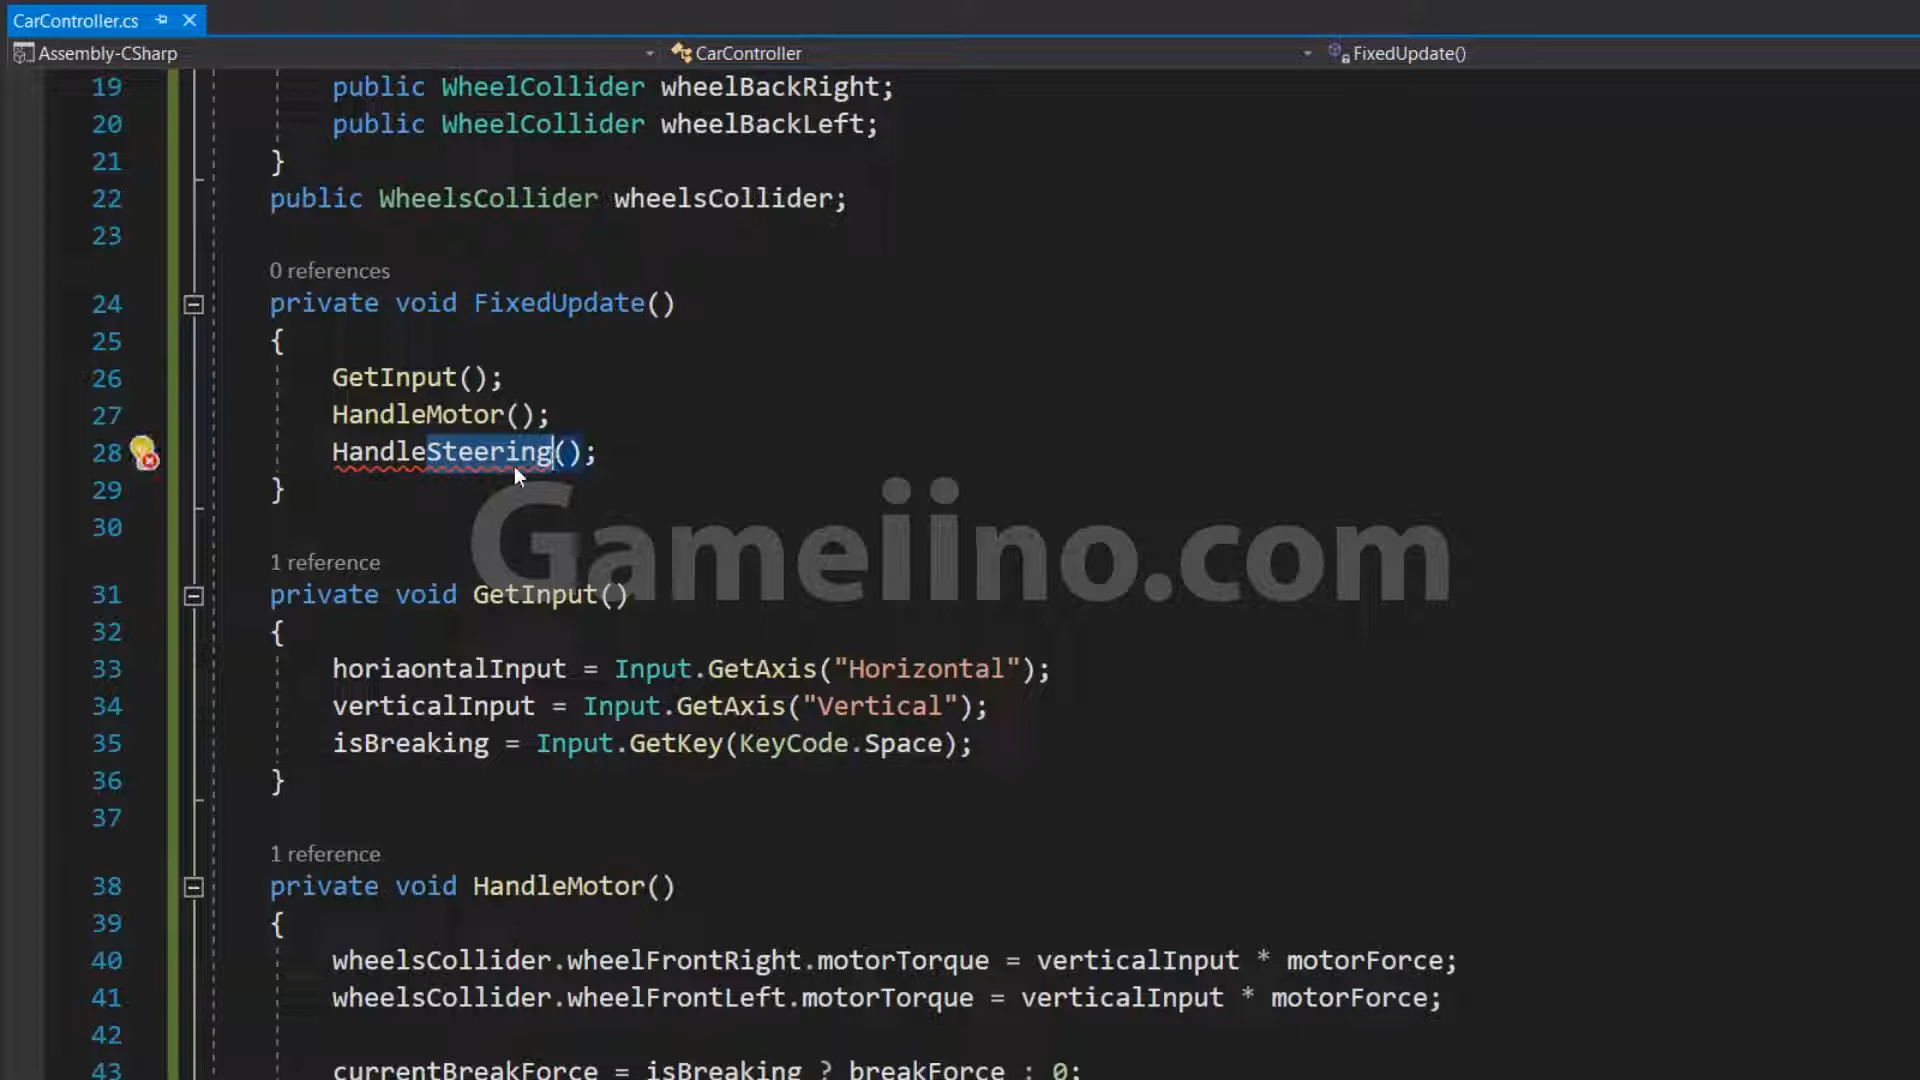 CarController.cs
Assembly-CSharp CarController FixedUpdate()
19 public WheelCollider wheelBackRight;
20 public WheelCollider wheelBackLeft;
21 }
22 public WheelsCollider wheelsCollider;
23
0 references
24 private void FixedUpdate()
25 {
26 GetInput();
27 HandleMotor();
28 HandleSteering();
29 }
Gameiino.com
30
1 reference
31 private void GetInput()
32 {
33 horiaontalInput = Input.GetAxis("Horizontal");
34 verticalInput = Input.GetAxis("Vertical");
35 isBreaking = Input.GetKey(KeyCode.Space);
36 }
37
1 reference
38 private void HandleMotor()
39 {
40 wheelsCollider.wheelFrontRight.motorTorque = verticalInput * motorForce;
41 wheelsCollider.wheelFrontLeft.motorTorque = verticalInput * motorForce;
42
43 currentBreakForce = isBreaking ? breakForce : 0;